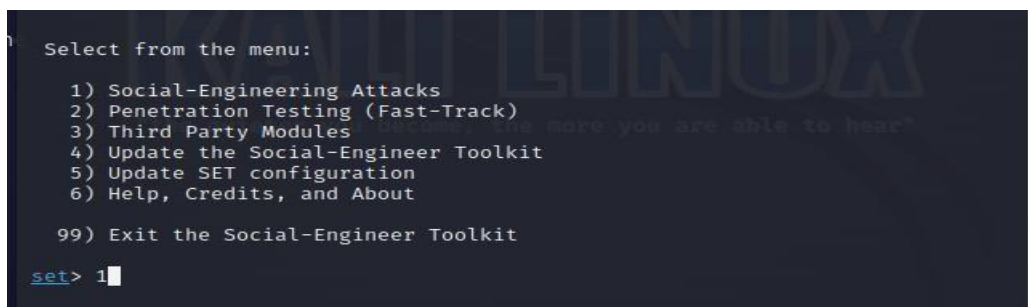 KALI LINUX
Select from the menu:
1) Social-Engineering Attacks
2) Penetration Testing (Fast-Track)
3) Third Party Modules
become, the more you are able to hear"
4) Update the Social-Engineer Toolkit
5) Update SET configuration
6) Help, Credits, and About
99) Exit the Social-Engineer Toolkit
set> 1